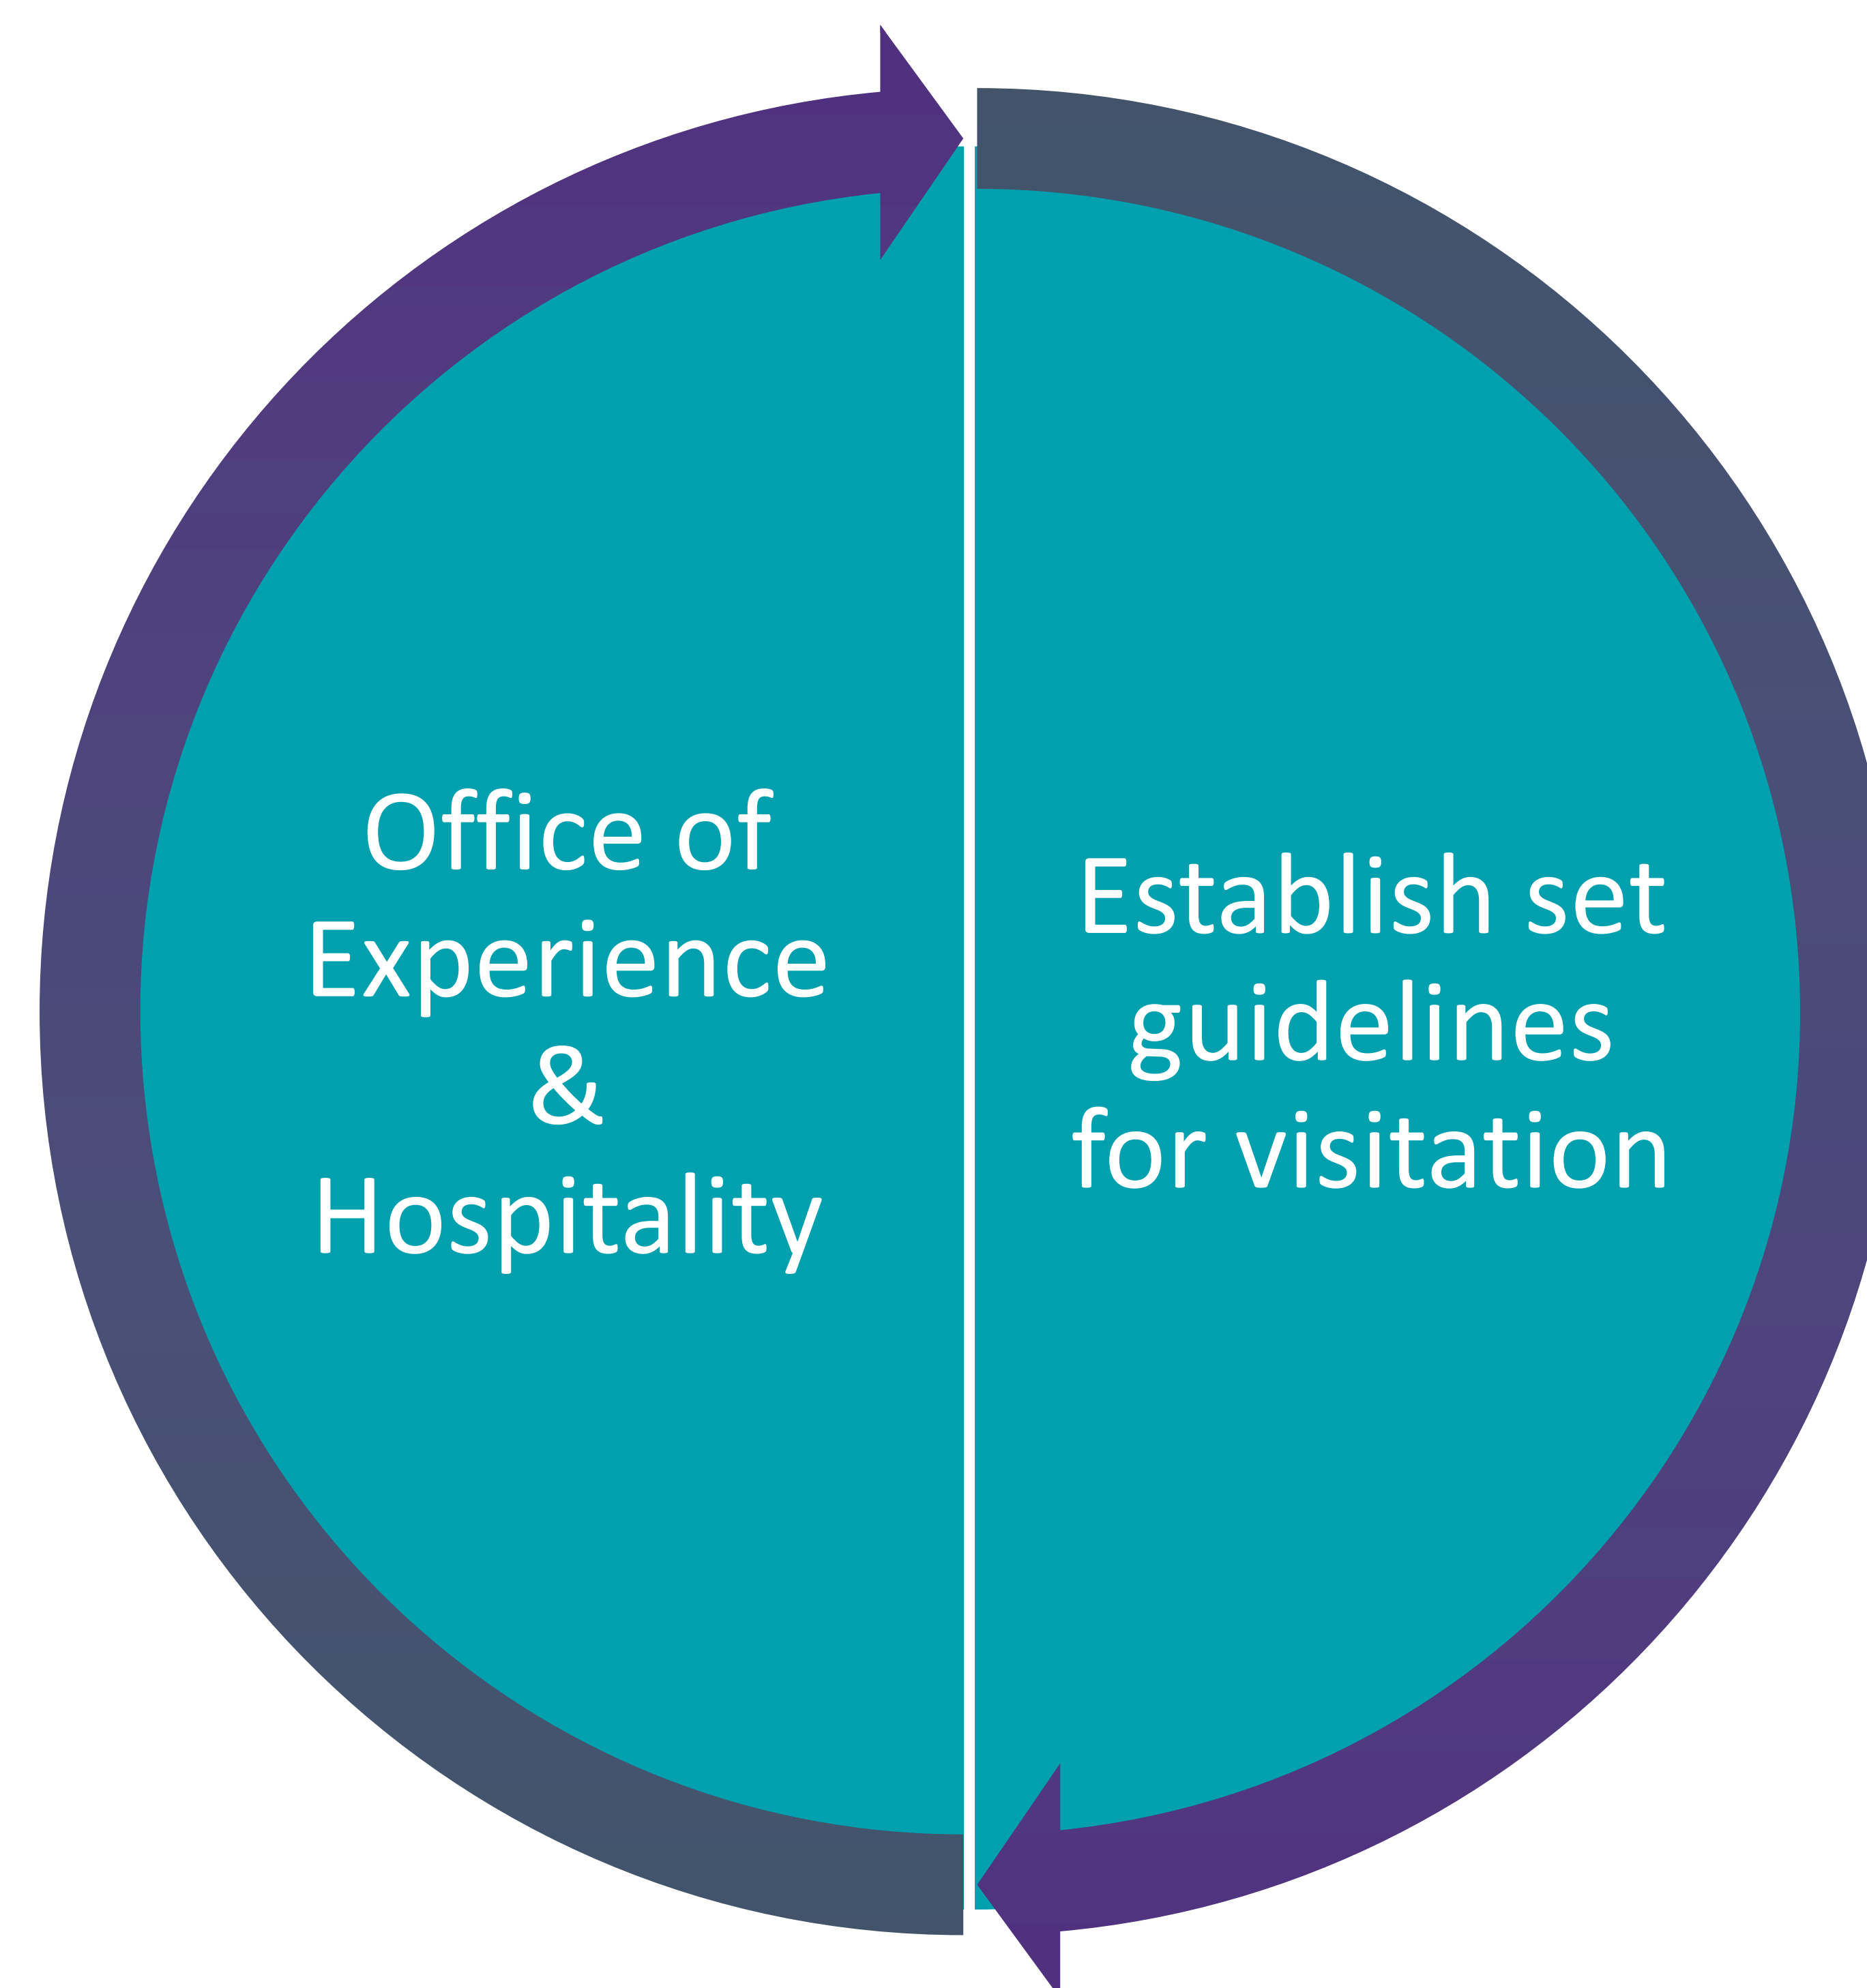 Office of
Experience
&
Hospitality
Establish set
guidelines
for visitation